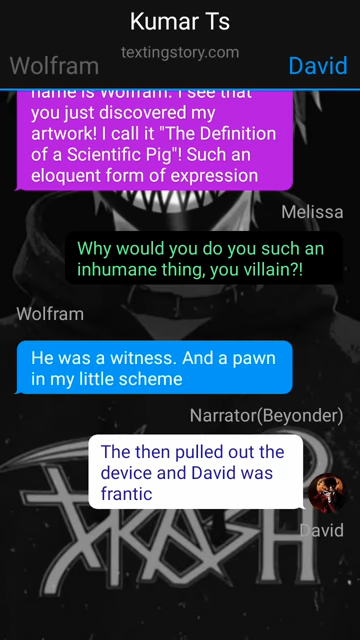 Kumar Ts
textingstory.com
Wolfram
David
name is Wolfram. I see that
you just discovered my
artwork! I call it "The Definition
of a Scientific Pig"! Such an
eloquent form of expression
Melissa
Why would you do you such an
inhumane thing, you villain?!
Wolfram
He was a witness. And a pawn
in my little scheme
Narrator(Beyonder)
The then pulled out the
device and David was
frantic
David